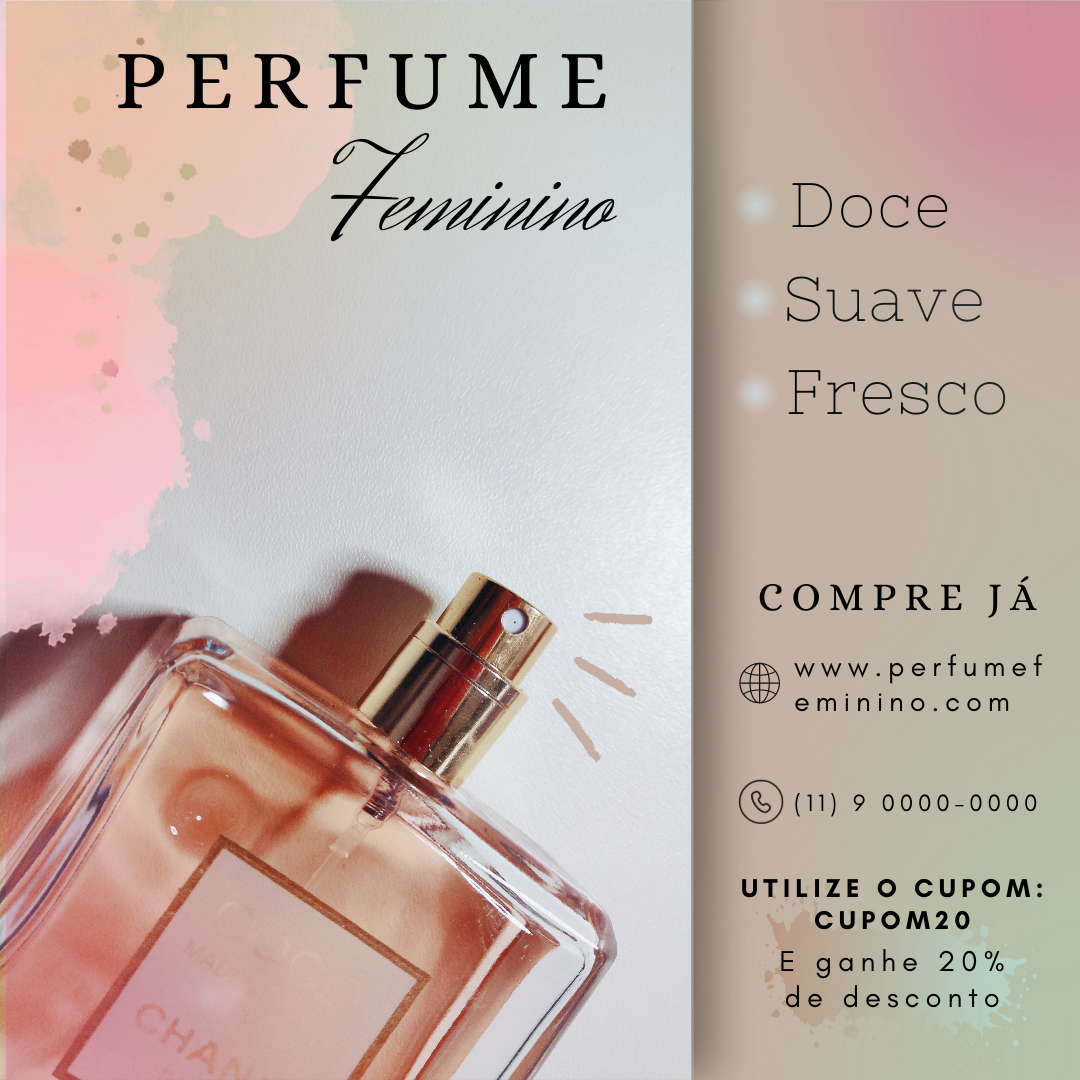 PERFUME
Feminino
Doce
Suave
Fresco
COMPRE JÁ
www.perfumef
eminino.com
(11) 9 0000-0000
UTILIZE O CUPOM:
CUPOM20
E ganhe 20%
de desconto
CHAN